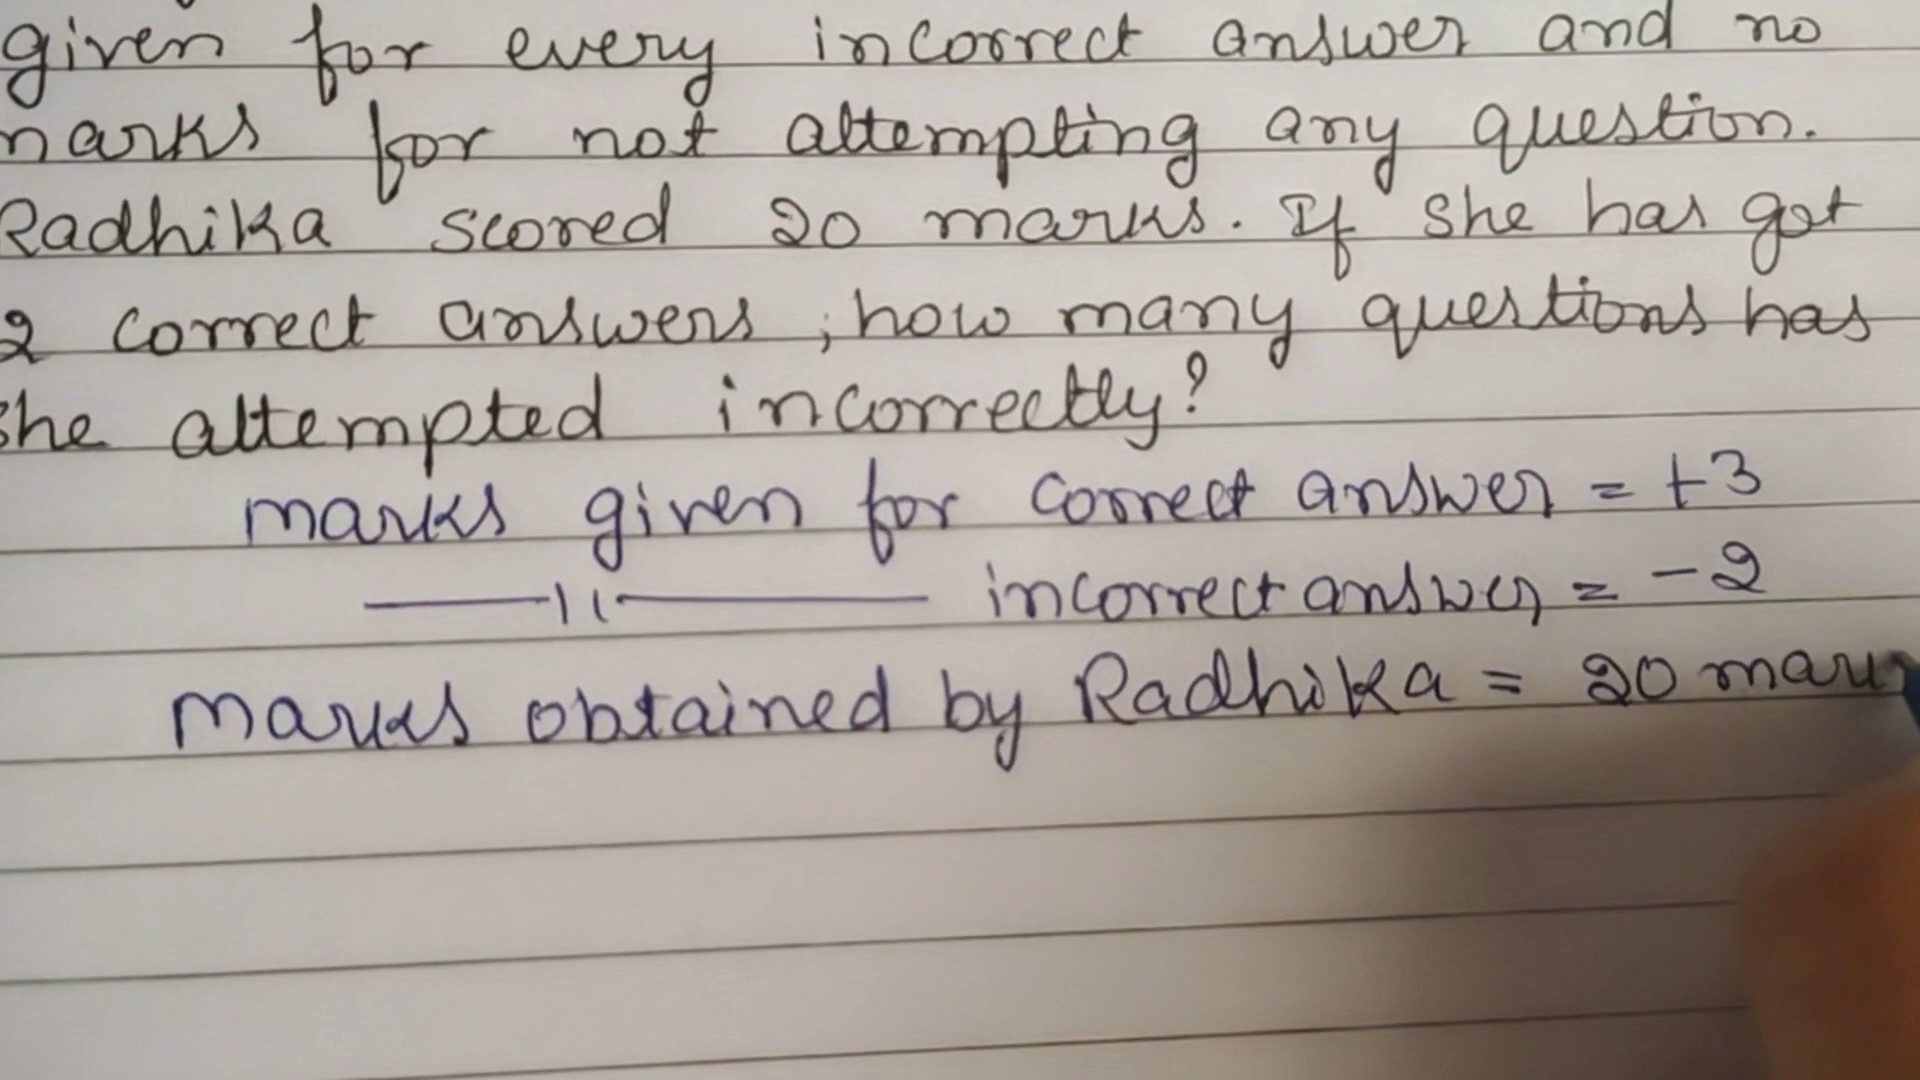 given for every incorrect answer and no
marks for not attempting any question.
Radhika scored 20 marks. If she has got
2 correct answers, how many questions has
she attempted incorrectly?
marks given for correct answer = +3
—— 11 —— incorrect answer = -2
Marks obtained by Radhika = 20 mark